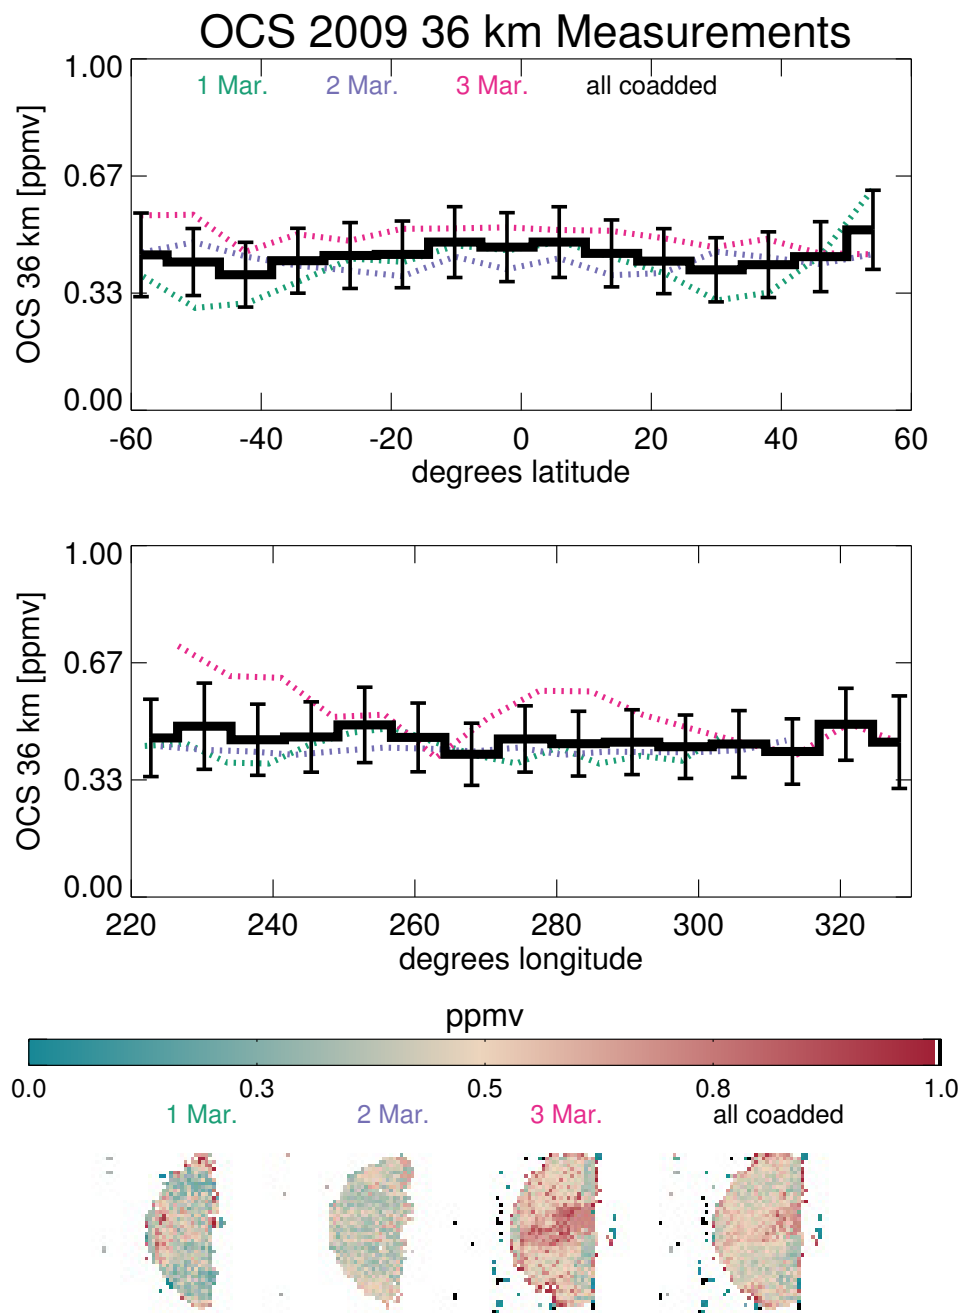 OCS 2009 36 km Measurements
1.00
1 Mar. 2 Mar. 3 Mar. all coadded
0.67
OCS 36 km [ppmv]
0.33
0.00
-60 -40 -20 0 20 40 60
degrees latitude
1.00
0.67
OCS 36 km [ppmv]
0.33
0.00
220 240 260 280 300 320
degrees longitude
ppmv
0.0 0.3 0.5 0.8 1.0
1 Mar. 2 Mar. 3 Mar. all coadded